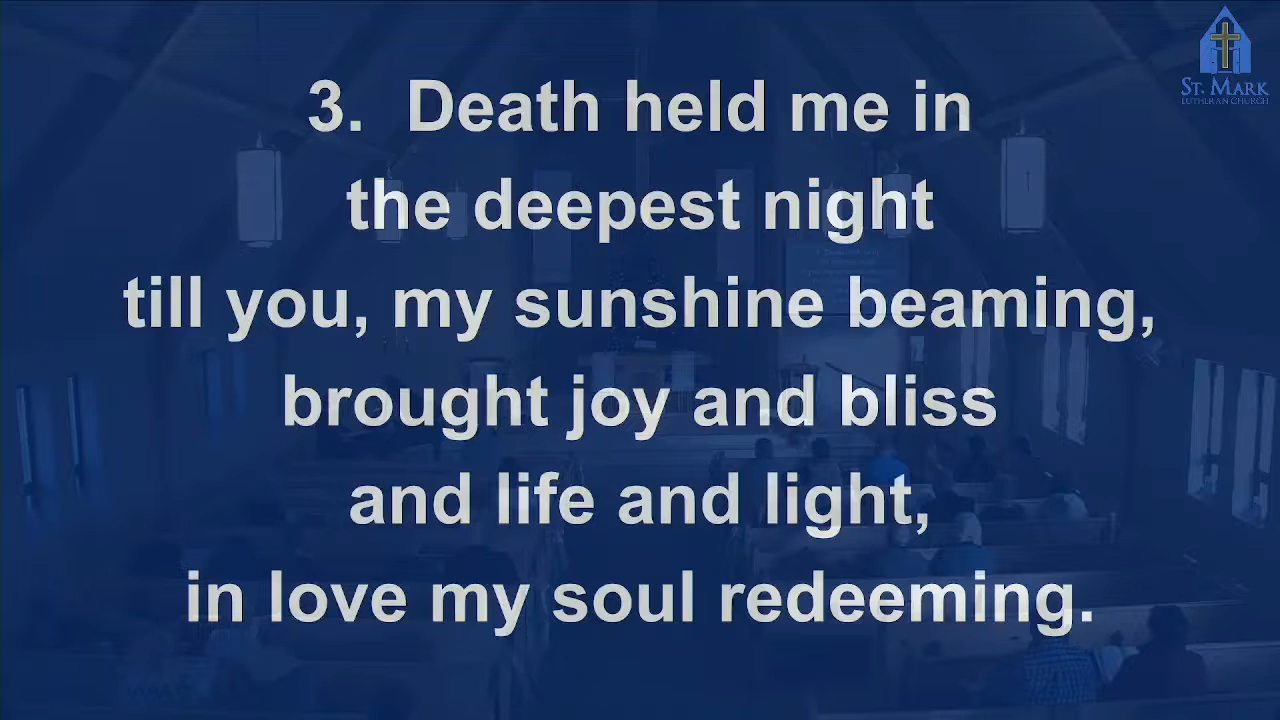 ST. MARK
LUTHERAN CHURCH
3. Death held me in
the deepest night
till you, my sunshine beaming,
brought joy and bliss
and life and light,
in love my soul redeeming.